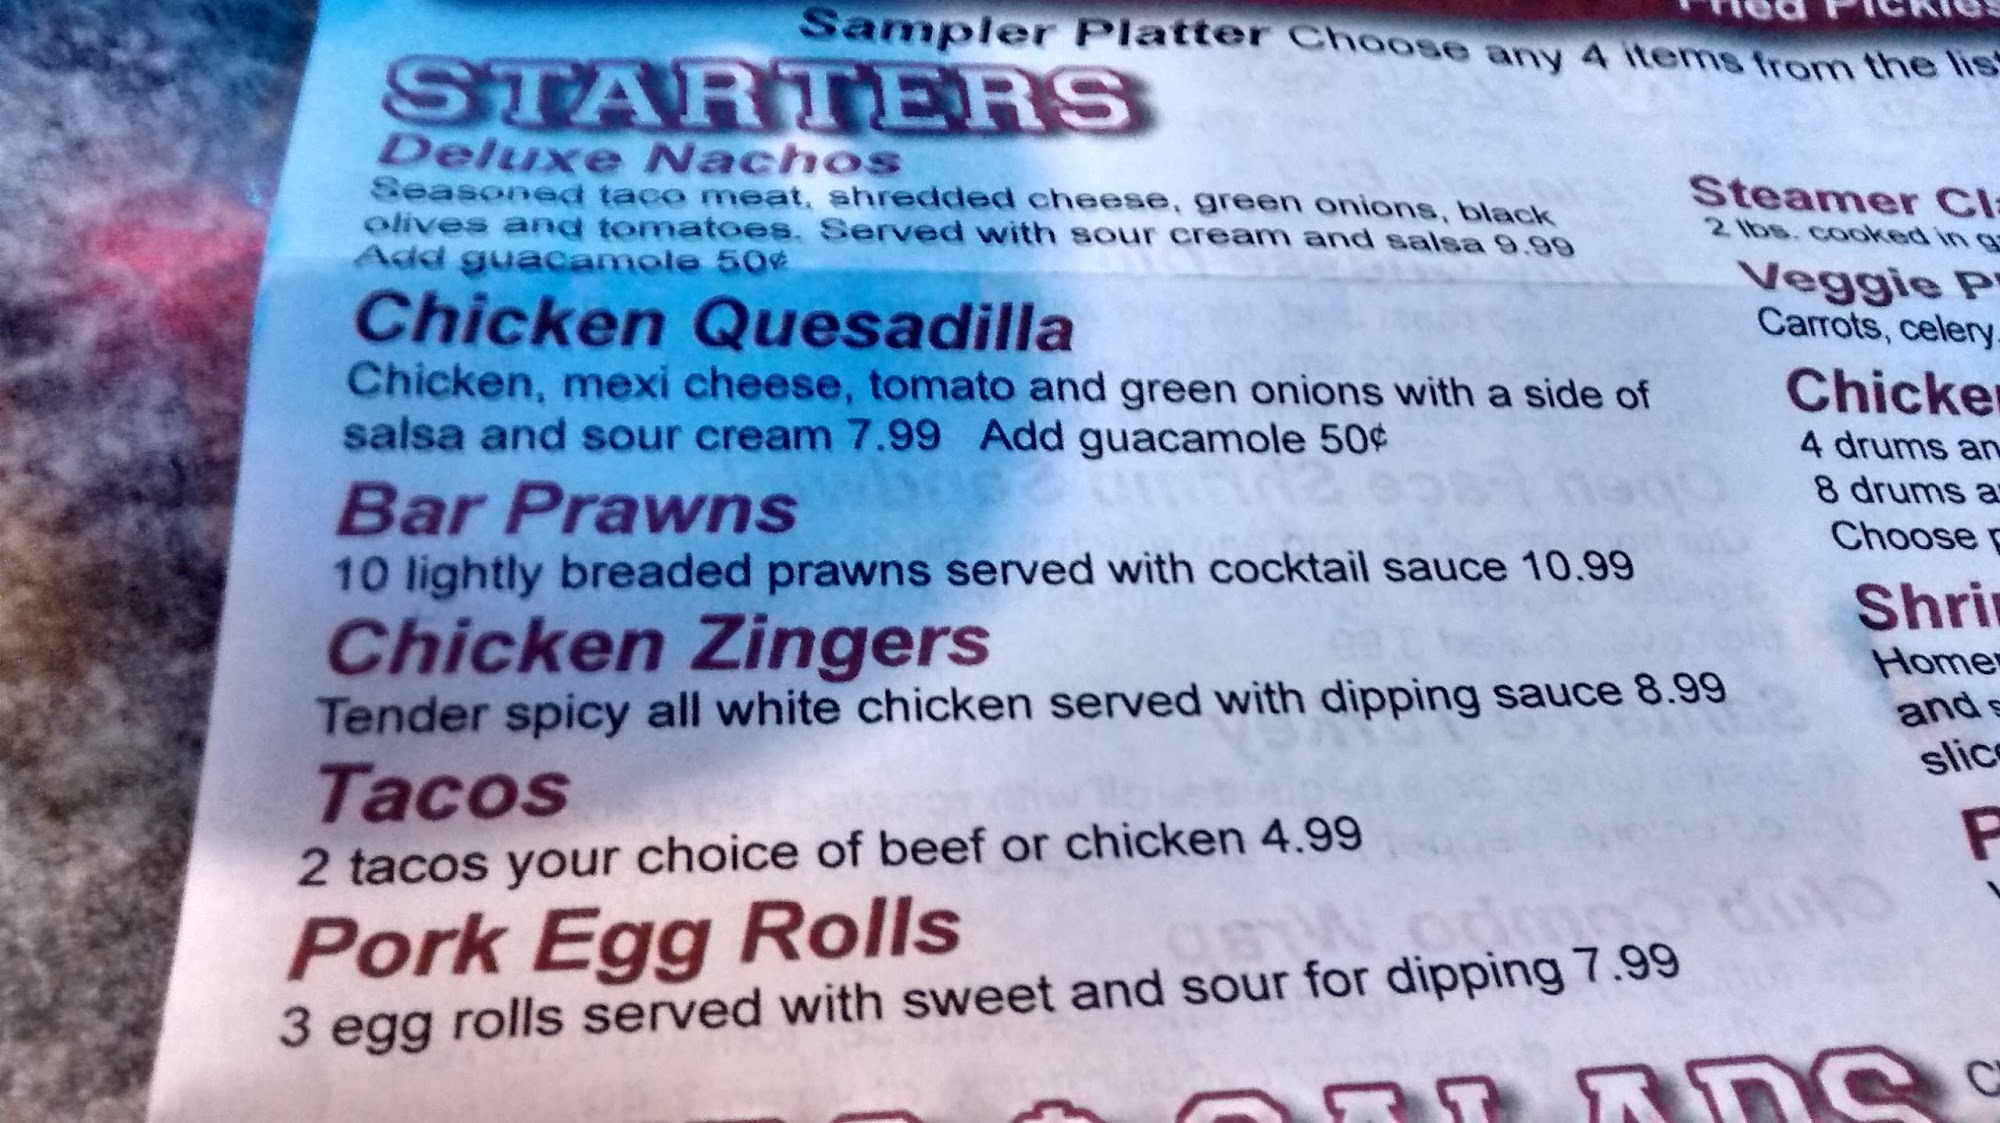 Fried Pickles
Sampler Platter Choose any 4 items from the list
STARTERS
Deluxe Nachos
Seasoned taco meat, shredded cheese, green onions, black
olives and tomatoes. Served with sour cream and salsa 9.99
Add guacamole 50¢
Chicken Quesadilla
Chicken, mexi cheese, tomato and green onions with a side of
salsa and sour cream 7.99 Add guacamole 50¢
Bar Prawns
10 lightly breaded prawns served with cocktail sauce 10.99
Chicken Zingers
Tender spicy all white chicken served with dipping sauce 8.99
Tacos
2 tacos your choice of beef or chicken 4.99
Pork Egg Rolls
3 egg rolls served with sweet and sour for dipping 7.99
Steamer
2 lbs. cooked in
Veggie
Carrots, celery
4 drums
8 drums
Choose
and
SALADS